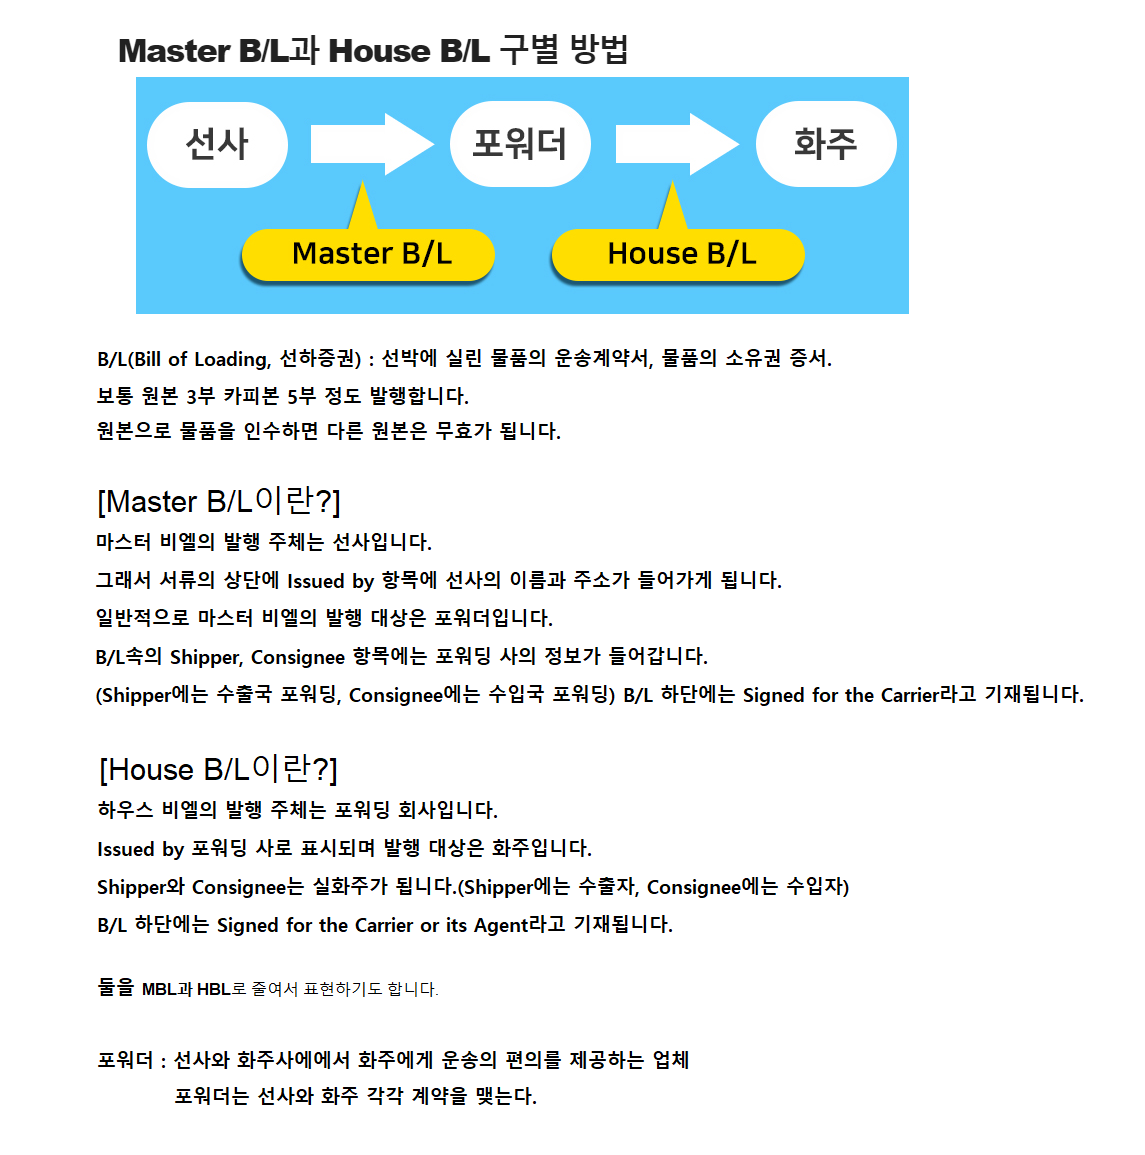 Master B/L과 House B/L 구별 방법
선사
포워더
화주
Master B/L
House B/L
B/L(Bill of Loading, 선하증권) : 선박에 실린 물품의 운송계약서, 물품의 소유권 증서.
보통 원본 3부 카피본 5부 정도 발행합니다.
원본으로 물품을 인수하면 다른 원본은 무효가 됩니다.
[Master B/L이란?]
마스터 비엘의 발행 주체는 선사입니다.
그래서 서류의 상단에 Issued by 항목에 선사의 이름과 주소가 들어가게 됩니다.
일반적으로 마스터 비엘의 발행 대상은 포워더입니다.
B/L속의 Shipper, Consignee 항목에는 포워딩 사의 정보가 들어갑니다.
(Shipper에는 수출국 포워딩, Consignee에는 수입국 포워딩) B/L 하단에는 Signed for the Carrier라고 기재됩니다.
[House B/L이란?]
하우스 비엘의 발행 주체는 포워딩 회사입니다.
Issued by 포워딩 사로 표시되며 발행 대상은 화주입니다.
Shipper와 Consignee는 실화주가 됩니다.(Shipper에는 수출자, Consignee에는 수입자)
B/L 하단에는 Signed for the Carrier or its Agent라고 기재됩니다.
둘을 MBL과 HBL로 줄여서 표현하기도 합니다.
포워더 : 선사와 화주사에에서 화주에게 운송의 편의를 제공하는 업체
포워더는 선사와 화주 각각 계약을 맺는다.